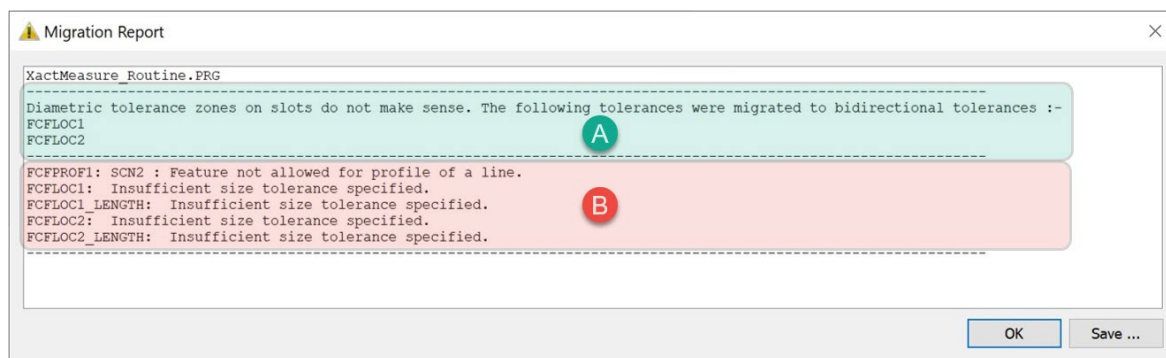 Migration Report
XactMeasure_Routine.PRG
--------------------------------------------------------------------------------------------------------------
Diametric tolerance zones on slots do not make sense. The following tolerances were migrated to bidirectional tolerances :-
FCFLOC1
FCFLOC2
A
--------------------------------------------------------------------------------------------------------------
FCFPROF1: SCN2 : Feature not allowed for profile of a line.
FCFLOC1:  Insufficient size tolerance specified.
FCFLOC1_LENGTH:  Insufficient size tolerance specified.
B
FCFLOC2:  Insufficient size tolerance specified.
FCFLOC2_LENGTH:  Insufficient size tolerance specified.
--------------------------------------------------------------------------------------------------------------
OK
Save ...